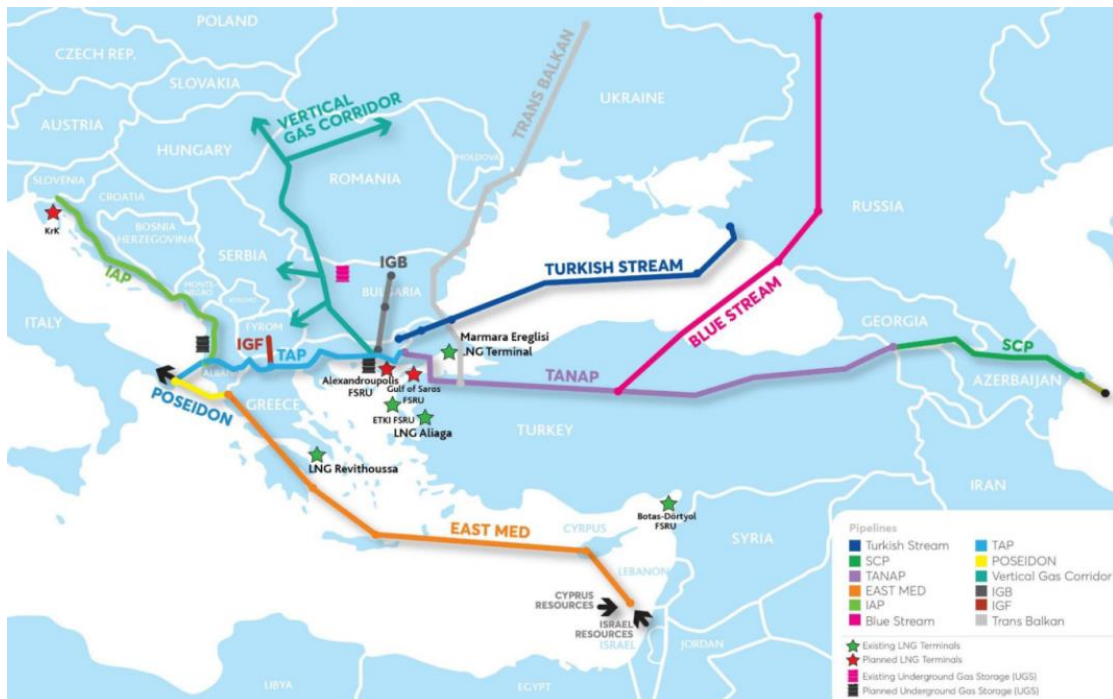 POLAND
CZECH REP.
SLOVAKIA
UKRAINE
AUSTRIA
VERTICAL
GAS CORRIDOR
TRANS BALKAN
HUNGARY
MOLDOVA
SLOVENIA
CROATIA
ROMANIA
RUSSIA
KrK
BOSNIA
HERZEGOVINA
SERBIA
IGB
TURKISH STREAM
IAP
MONTE-
NEGRO
KOSOVO
BULGARIA
BLUE STREAM
ITALY
FYROM
IGF
TAP
Marmara Ereglisi
LNG Terminal
GEORGIA
SCP
ALBANIA
Alexandroupolis
FSRU
Gulf of Saros
FSRU
TANAP
AZERBAIJAN
POSEIDON
GREECE
ETKI FSRU
LNG Aliaga
TURKEY
LNG Revithoussa
IRAN
Botas-Dörtyol
FSRU
EAST MED
CYRPUS
SYRIA
LEBANON
CYPRUS
RESOURCES
ISRAEL
RESOURCES
ISRAEL
JORDAN
LIBYA
EGYPT
Pipelines
Turkish Stream
SCP
TANAP
EAST MED
IAP
Blue Stream
TAP
POSEIDON
Vertical Gas Corridor
IGB
IGF
Trans Balkan
Existing LNG Terminals
Planned LNG Terminals
Existing Underground Gas Storage (UGS)
Planned Underground Gas Storage (UGS)